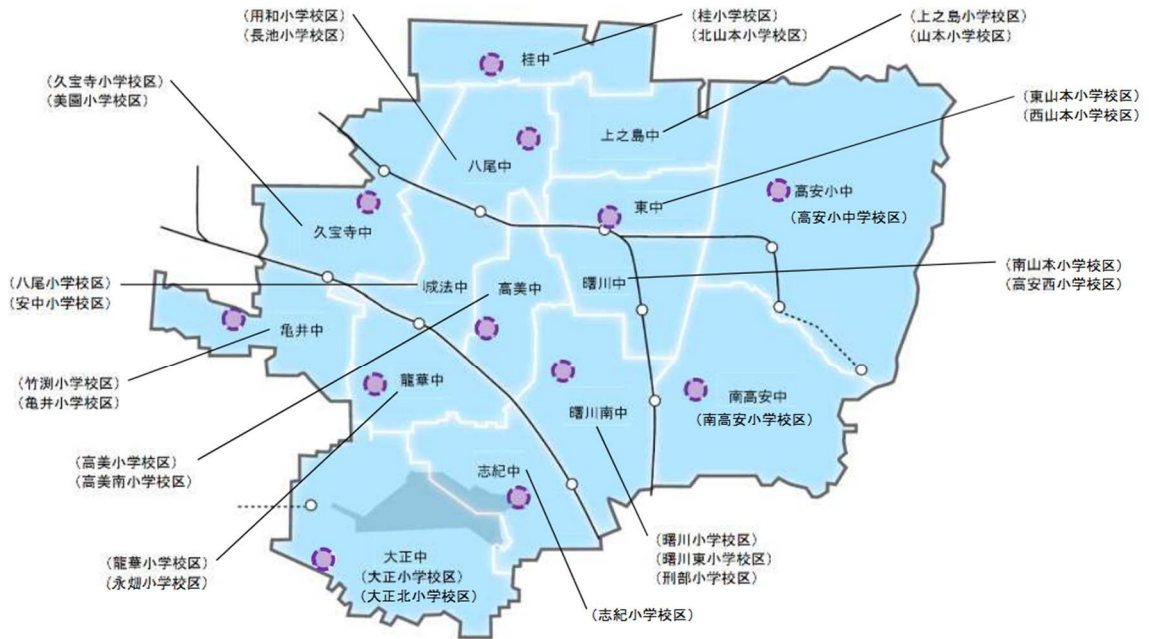 （用和小学校区）
（長池小学校区）
（桂小学校区）
（北山本小学校区）
（上之島小学校区）
（山本小学校区）
（久宝寺小学校区）
（美園小学校区）
（東山本小学校区）
（西山本小学校区）
桂中
上之島中
八尾中
高安小中
（高安小中学校区）
東中
久宝寺中
（八尾小学校区）
（安中小学校区）
成法中
高美中
曙川中
（南山本小学校区）
（高安西小学校区）
亀井中
（竹渕小学校区）
（亀井小学校区）
龍華中
曙川南中
南高安中
（南高安小学校区）
（高美小学校区）
（高美南小学校区）
志紀中
（龍華小学校区）
（永畑小学校区）
大正中
（大正小学校区）
（大正北小学校区）
（曙川小学校区）
（曙川東小学校区）
（刑部小学校区）
（志紀小学校区）